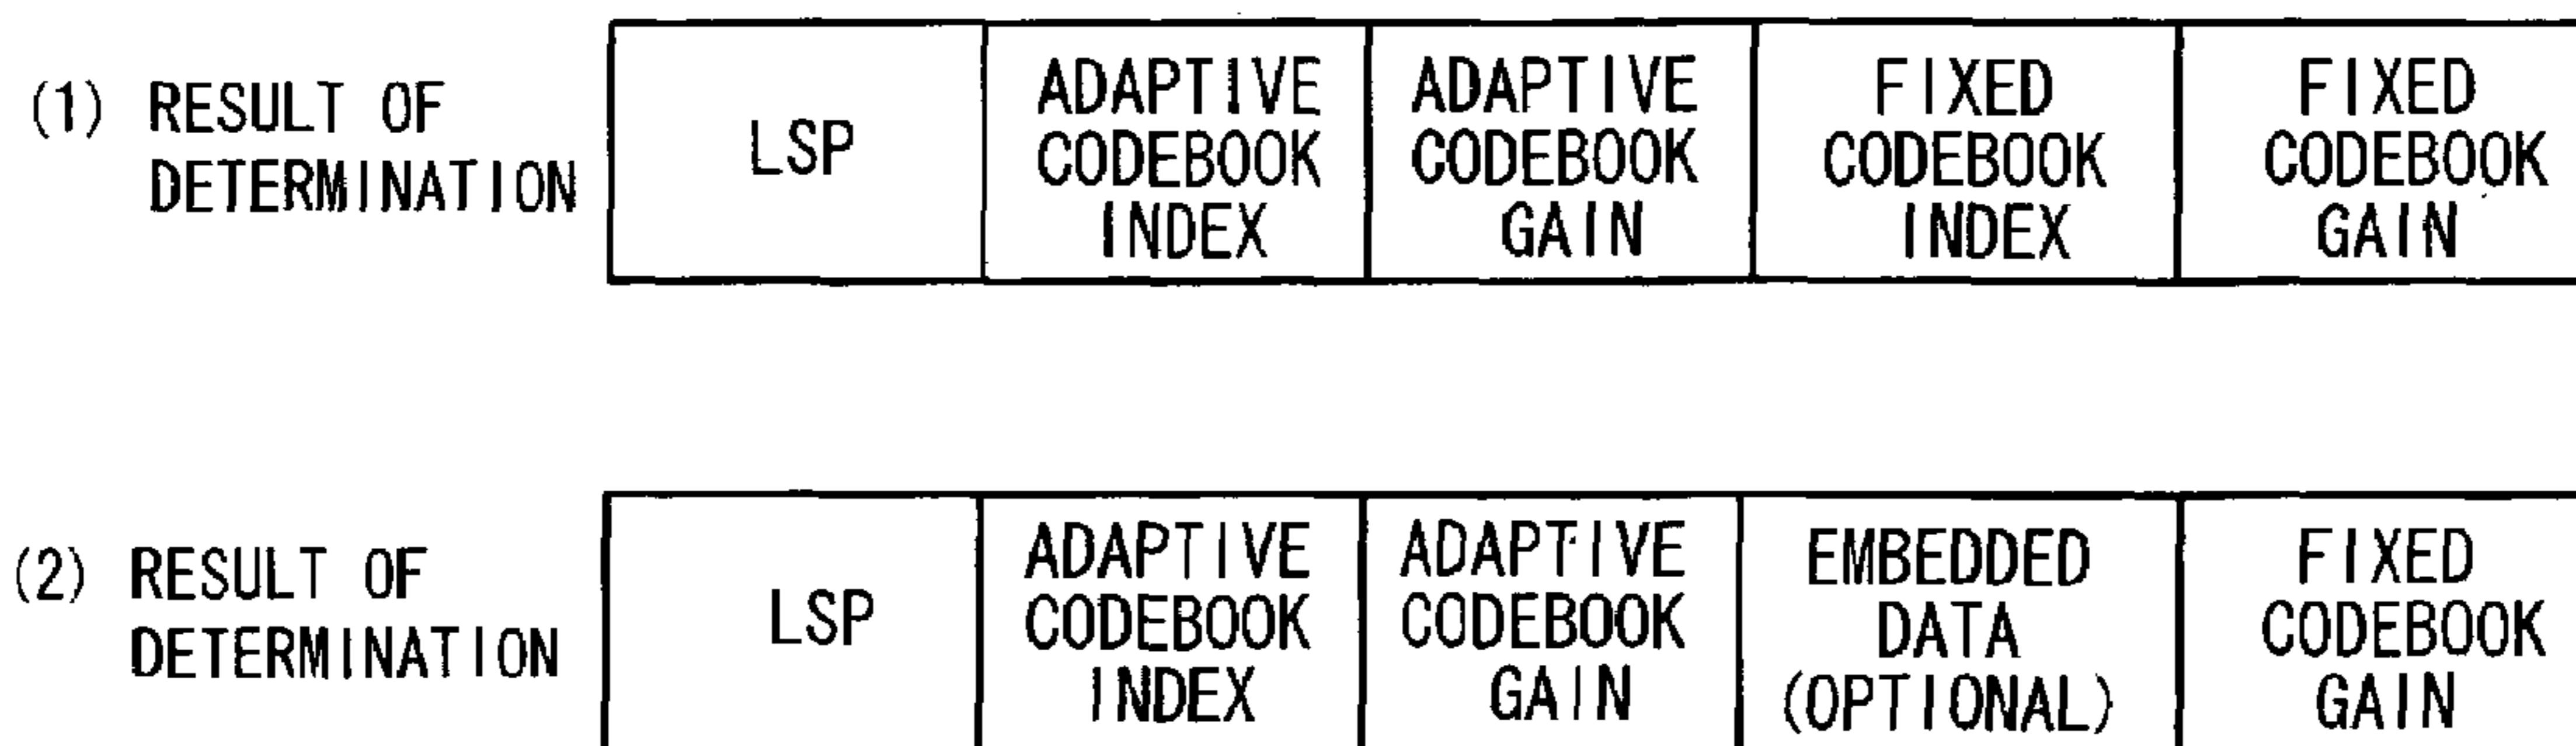 (1) RESULT OF
DETERMINATION
LSP
ADAPTIVE
CODEBOOK
INDEX
ADAPTIVE
CODEBOOK
GAIN
FIXED
CODEBOOK
INDEX
FIXED
CODEBOOK
GAIN
(2) RESULT OF
DETERMINATION
LSP
ADAPTIVE
CODEBOOK
INDEX
ADAPTIVE
CODEBOOK
GAIN
EMBEDDED
DATA
(OPTIONAL)
FIXED
CODEBOOK
GAIN